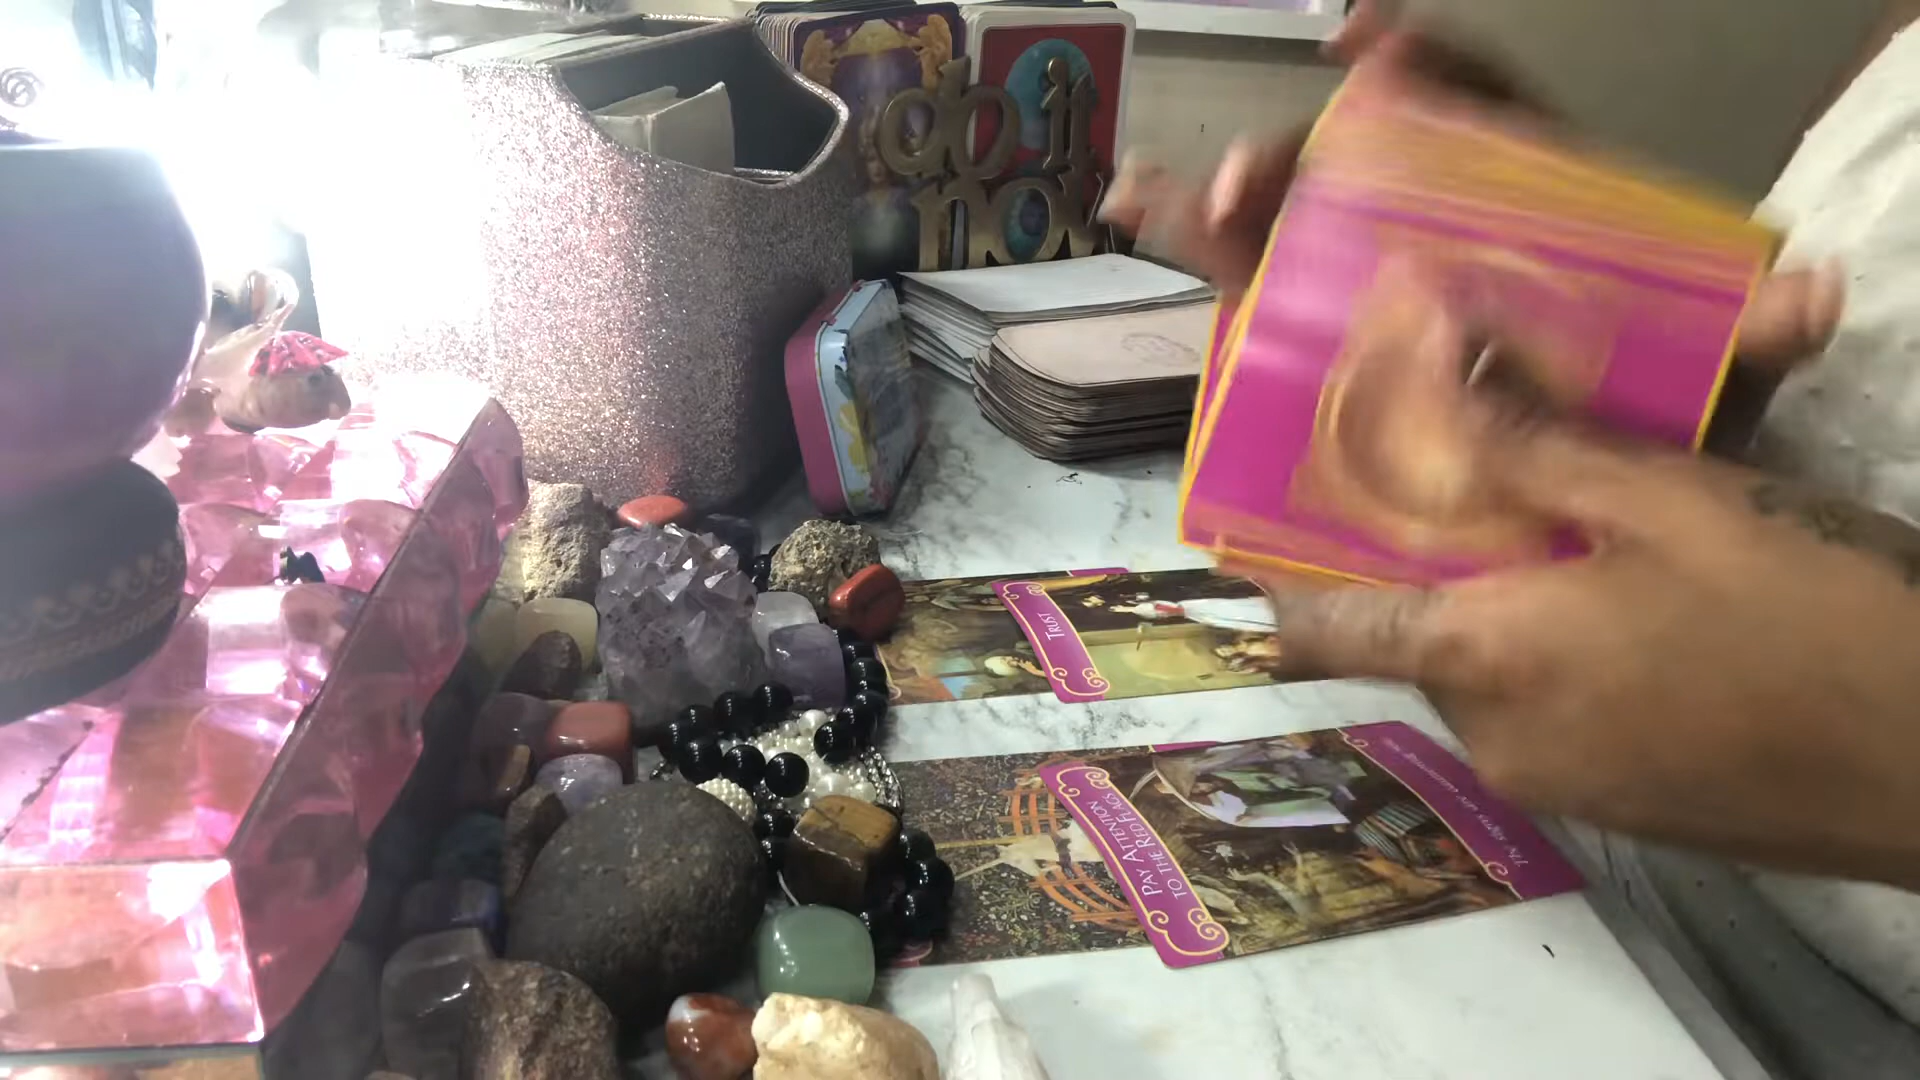 do it
now
TRUST
PAY ATTENTION
TO THE RED FLAGS